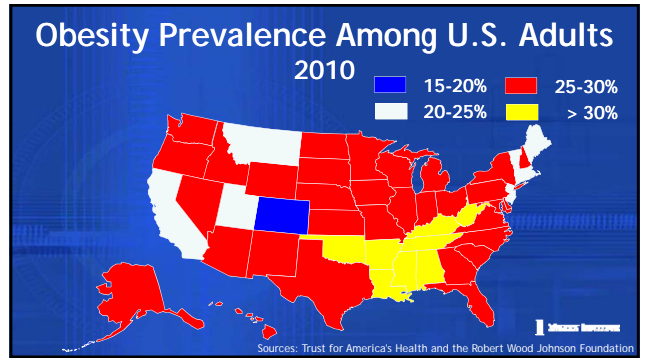 Obesity Prevalence Among U.S. Adults
2010
15-20% 25-30%
20-25% > 30%
Sources: Trust for America's Health and the Robert Wood Johnson Foundation